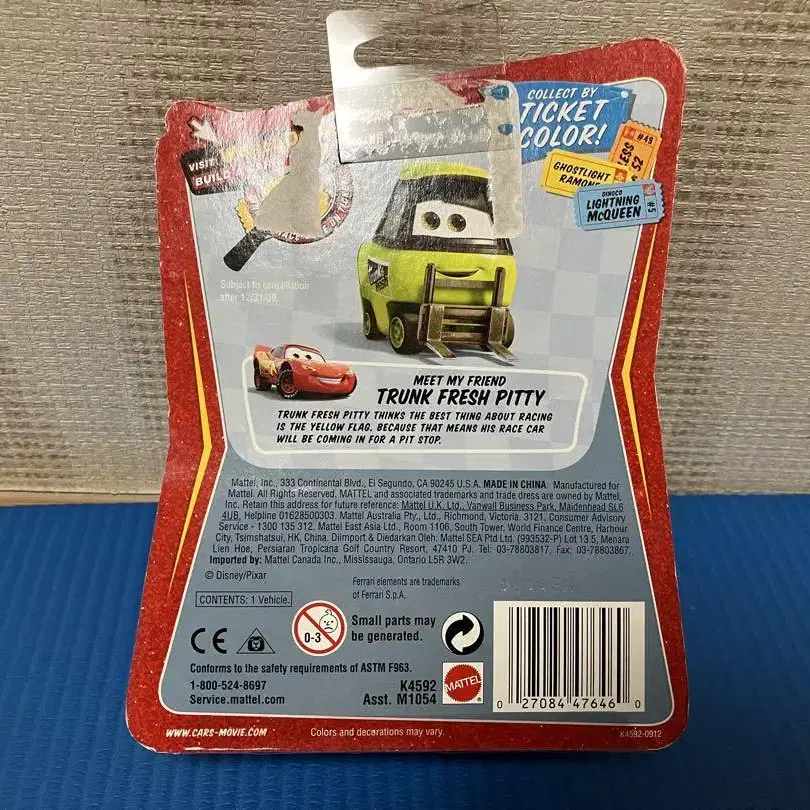 COLLECT BY
TICKET
COLOR!
#49
LESS
52
GHOSTLIGHT
RAMONE
DINOCO
LIGHTNING
McQUEEN
#5
VISIT
BUILD
Subject to cancellation
after 12/31/09.
MEET MY FRIEND
TRUNK FRESH PITTY
TRUNK FRESH PITTY THINKS THE BEST THING ABOUT RACING
IS THE YELLOW FLAG. BECAUSE THAT MEANS HIS RACE CAR
WILL BE COMING IN FOR A PIT STOP.
Mattel, Inc., 333 Continental Blvd., El Segundo, CA 90245 U.S.A. MADE IN CHINA. Manufactured for
Mattel. All Rights Reserved. MATTEL and associated trademarks and trade dress are owned by Mattel,
Inc. Retain this address for future reference: Mattel U.K. Ltd., Vanwall Business Park, Maidenhead SL6
4UB. Helpline 01628500303. Mattel Australia Pty., Ltd., Richmond, Victoria. 3121. Consumer Advisory
Service - 1300 135 312. Mattel East Asia Ltd., Room 1106, South Tower, World Finance Centre, Harbour
City, Tsimshatsui, HK, China. Diimport & Diedarkan Oleh: Mattel SEA Ptd Ltd. (993532-P) Lot 13.5, Menara
Lien Hoe, Persiaran Tropicana Golf Country Resort, 47410 PJ. Tel: 03-78803817, Fax: 03-78803867.
Imported by: Mattel Canada Inc., Mississauga, Ontario L5R 3W2.
© Disney/Pixar
Ferrari elements are trademarks
of Ferrari S.p.A.
CONTENTS: 1 Vehicle.
CE
0-3
Small parts may
be generated.
Conforms to the safety requirements of ASTM F963.
1-800-524-8697
Service.mattel.com
K4592
Asst. M1054
MATTEL
0 27084 47646 0
WWW.CARS-MOVIE.COM
Colors and decorations may vary.
K4592-0912